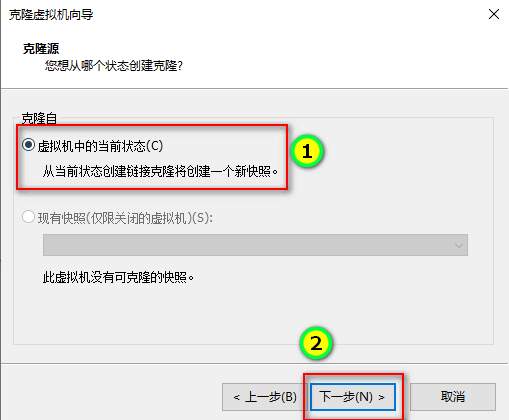 克隆虚拟机向导
克隆源
您想从哪个状态创建克隆?
克隆自
虚拟机中的当前状态(C)
1
从当前状态创建链接克隆将创建一个新快照。
现有快照(仅限关闭的虚拟机)(S):
此虚拟机没有可克隆的快照。
2
< 上一步(B)
下一步(N) >
取消